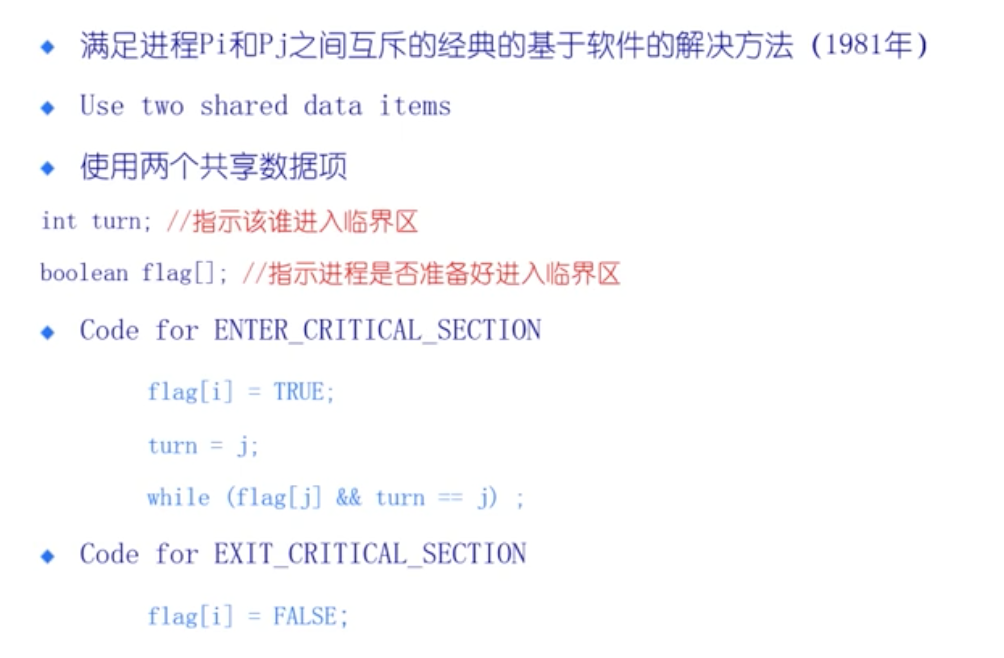 满足进程Pi和Pj之间互斥的经典的基于软件的解决方法 (1981年)
Use two shared data items
使用两个共享数据项
int turn; //指示该谁进入临界区
boolean flag[]; //指示进程是否准备好进入临界区
Code for ENTER_CRITICAL_SECTION
flag[i] = TRUE;
turn = j;
while (flag[j] && turn == j) ;
Code for EXIT_CRITICAL_SECTION
flag[i] = FALSE;